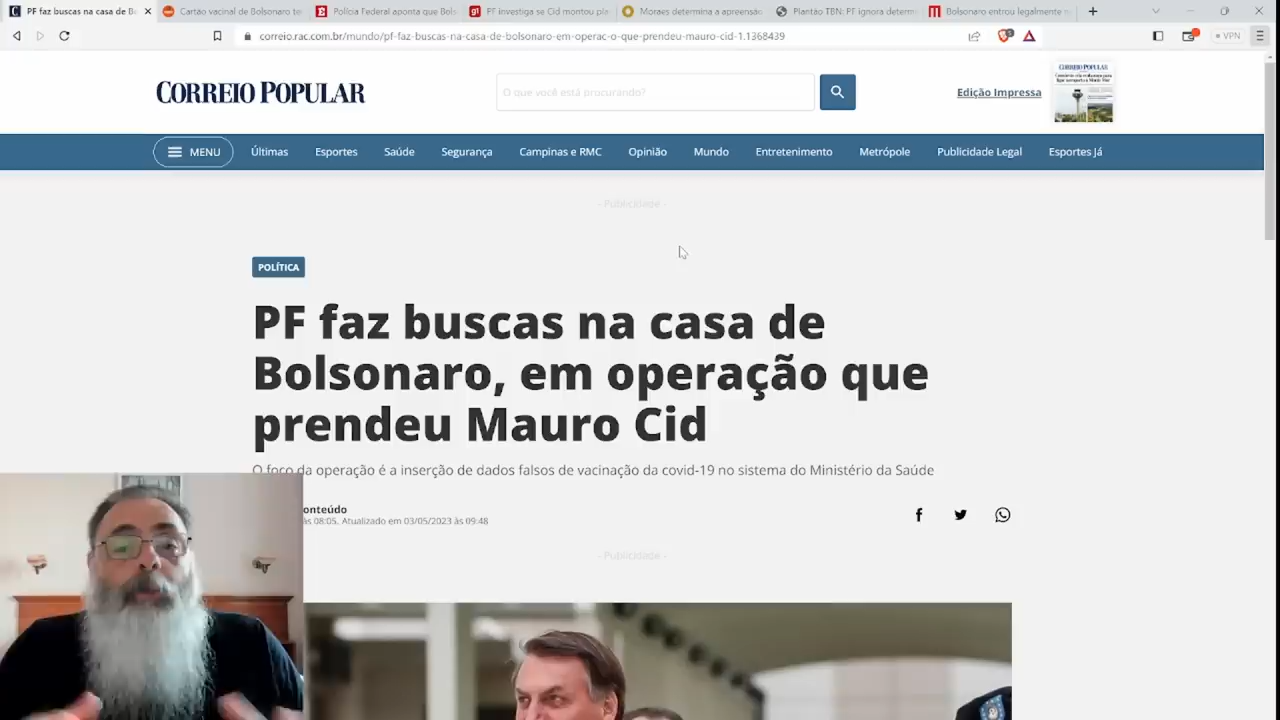 PF faz buscas na casa de B
Cartão vacinal de Bolsonaro te
Polícia Federal aponta que Bols
PF investiga se Cid montou pla
Moraes determina a apreensão
Plantão TBN: PF ignora determ
Bolsonaro entrou legalmente n
correio.rac.com.br/mundo/pf-faz-buscas-na-casa-de-bolsonaro-em-operac-o-que-prendeu-mauro-cid-1.1368439
VPN
CORREIO POPULAR
O que você está procurando?
Edição Impressa
CORREIO POPULAR
MENU
Últimas
Esportes
Saúde
Segurança
Campinas e RMC
Opinião
Mundo
Entretenimento
Metrópole
Publicidade Legal
Esportes Já
- Publicidade -
POLÍTICA
PF faz buscas na casa de
Bolsonaro, em operação que
prendeu Mauro Cid
O foco da operação é a inserção de dados falsos de vacinação da covid-19 no sistema do Ministério da Saúde
onteúdo
às 08:05. Atualizado em 03/05/2023 às 09:48
- Publicidade -